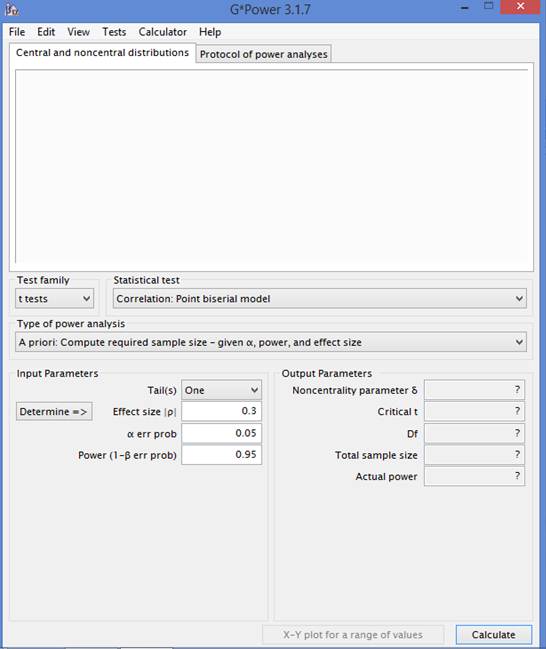 G*Power 3.1.7
File Edit View Tests Calculator Help
Central and noncentral distributions Protocol of power analyses
Test family Statistical test
t tests Correlation: Point biserial model
Type of power analysis
A priori: Compute required sample size – given α, power, and effect size
Input Parameters Output Parameters
Tail(s) One Noncentrality parameter δ ?
Determine => Effect size |ρ| 0.3 Critical t ?
α err prob 0.05 Df ?
Power (1-β err prob) 0.95 Total sample size ?
Actual power ?
X-Y plot for a range of values Calculate